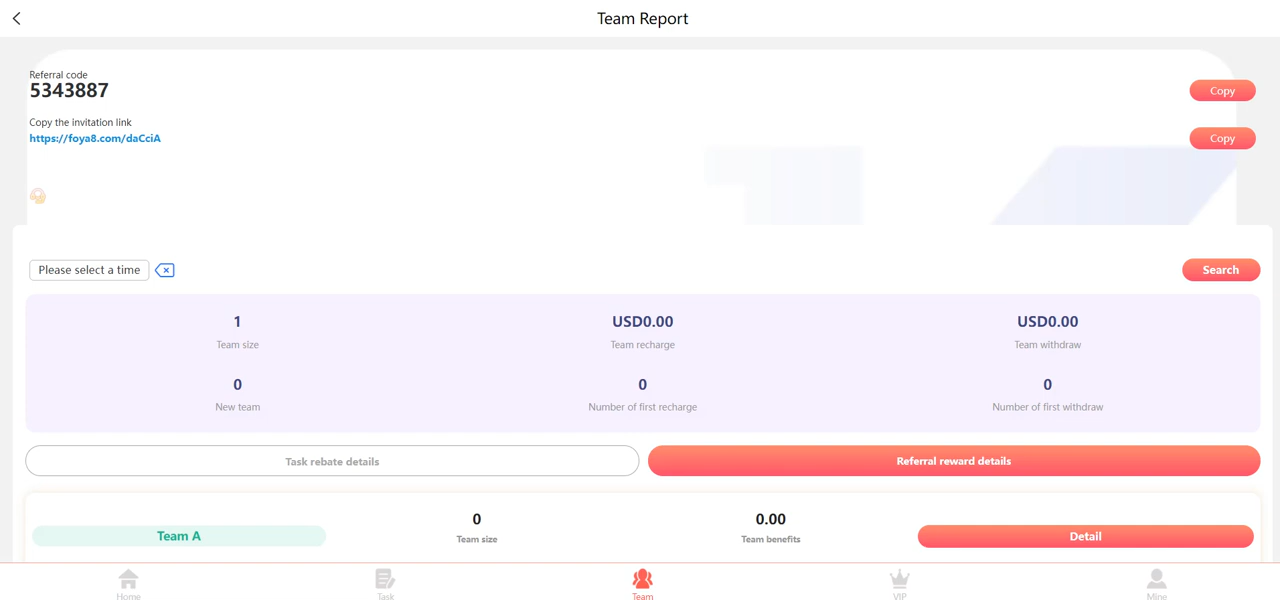 Team Report
Referral code
5343887
Copy
Copy the invitation link
https://foya8.com/daCciA
Copy
Please select a time
Search
1 USD0.00 USD0.00
Team size Team recharge Team withdraw
0 0 0
New team Number of first recharge Number of first withdraw
Task rebate details Referral reward details
0 0.00
Team A Team size Team benefits Detail
Home Task Team VIP Mine